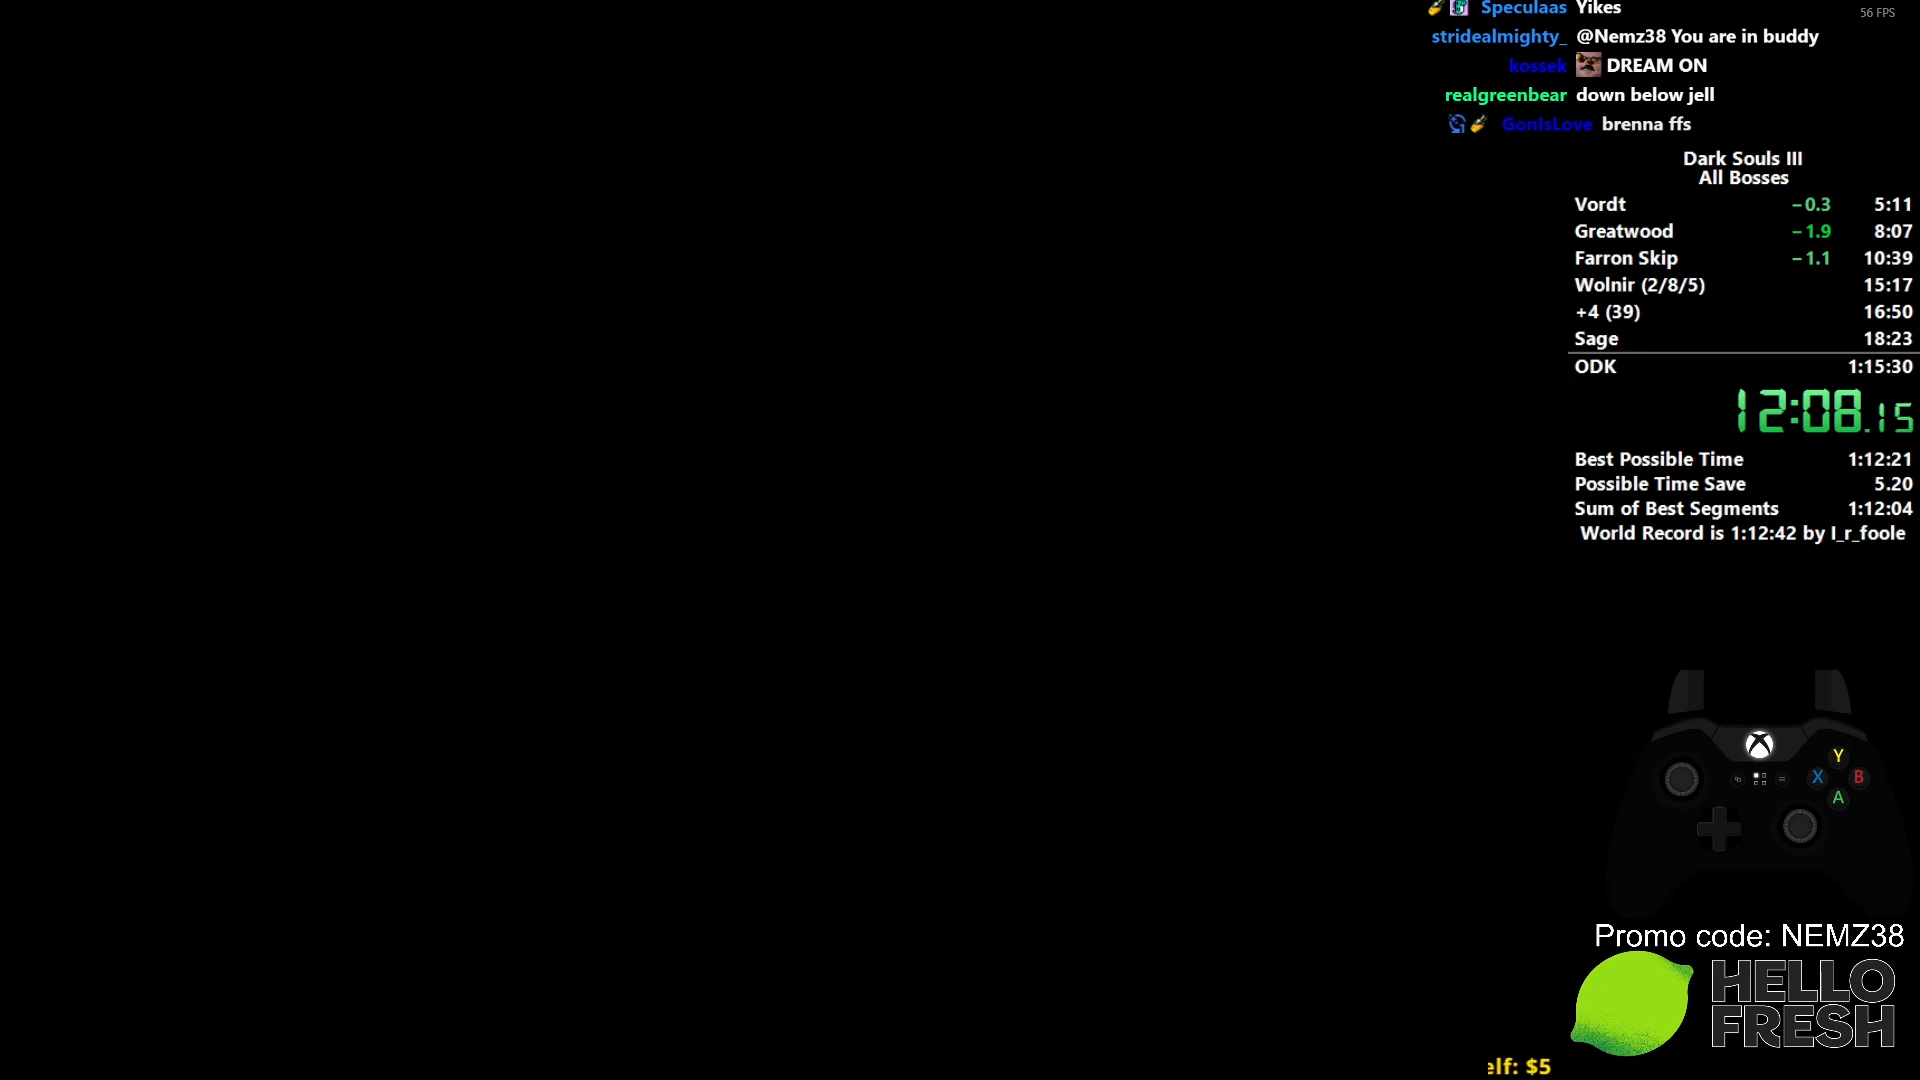 56 FPS
Speculaas Yikes
stridealmighty_ @Nemz38 You are in buddy
kossek DREAM ON
realgreenbear down below jell
GonIsLove brenna ffs
Dark Souls III
All Bosses
Vordt -0.3 5:11
Greatwood -1.9 8:07
Farron Skip -1.1 10:39
Wolnir (2/8/5) 15:17
+4 (39) 16:50
Sage 18:23
ODK 1:15:30
12:08.15
Best Possible Time 1:12:21
Possible Time Save 5.20
Sum of Best Segments 1:12:04
World Record is 1:12:42 by I_r_foole
Y
X B
A
Promo code: NEMZ38
HELLO
FRESH
elf: $5